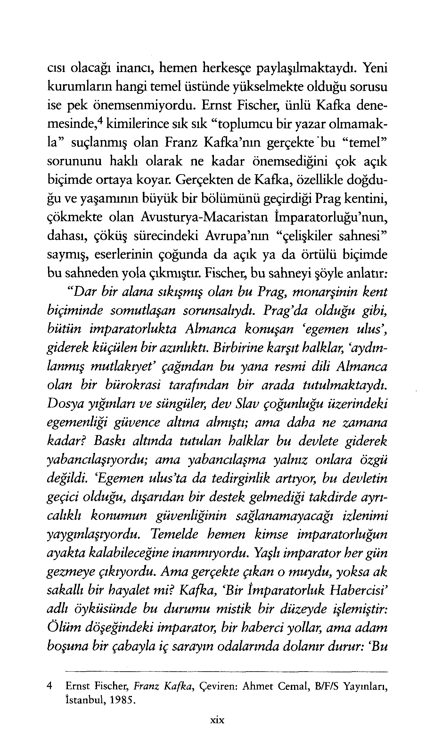 cısı olacağı inancı, hemen herkesçe paylaşılmaktaydı. Yeni
kurumların hangi temel üstünde yükselmekte olduğu sorusu
ise pek önemsenmiyordu. Ernst Fischer, ünlü Kafka dene-
mesinde,4 kimilerince sık sık “toplumcu bir yazar olmamak-
la” suçlanmış olan Franz Kafka’nın gerçekte bu “temel”
sorununu haklı olarak ne kadar önemsediğini çok açık
biçimde ortaya koyar. Gerçekten de Kafka, özellikle doğdu-
ğu ve yaşamının büyük bir bölümünü geçirdiği Prag kentini,
çökmekte olan Avusturya-Macaristan İmparatorluğu’nun,
dahası, çöküş sürecindeki Avrupa’nın “çelişkiler sahnesi”
saymış, eserlerinin çoğunda da açık ya da örtülü biçimde
bu sahneden yola çıkmıştır. Fischer, bu sahneyi şöyle anlatır:
“Dar bir alana sıkışmış olan bu Prag, monarşinin kent
biçiminde somutlaşan sorunsalıydı. Prag’da olduğu gibi,
bütün imparatorlukta Almanca konuşan ‘egemen ulus’,
giderek küçülen bir azınlıktı. Birbirine karşıt halklar, ‘aydın-
lanmış mutlakıyet’ çağından bu yana resmi dili Almanca
olan bir bürokrasi tarafından bir arada tutulmaktaydı.
Dosya yığınları ve süngüler, dev Slav çoğunluğu üzerindeki
egemenliği güvence altına almıştı; ama daha ne zamana
kadar? Baskı altında tutulan halklar bu devlete giderek
yabancılaşıyordu; ama yabancılaşma yalnız onlara özgü
değildi. ‘Egemen ulus’ta da tedirginlik artıyor, bu devletin
geçici olduğu, dışarıdan bir destek gelmediği takdirde ayrı-
calıklı konumun güvenliğinin sağlanamayacağı izlenimi
yaygınlaşıyordu. Temelde hemen kimse imparatorluğun
ayakta kalabileceğine inanmıyordu. Yaşlı imparator her gün
gezmeye çıkıyordu. Ama gerçekte çıkan o muydu, yoksa ak
sakallı bir hayalet mi? Kafka, ‘Bir İmparatorluk Habercisi’
adlı öyküsünde bu durumu mistik bir düzeyde işlemiştir:
Ölüm döşeğindeki imparator, bir haberci yollar, ama adam
boşuna bir çabayla iç sarayın odalarında dolanır durur: ‘Bu
4 Ernst Fischer, Franz Kafka, Çeviren: Ahmet Cemal, B/F/S Yayınları,
İstanbul, 1985.
xix